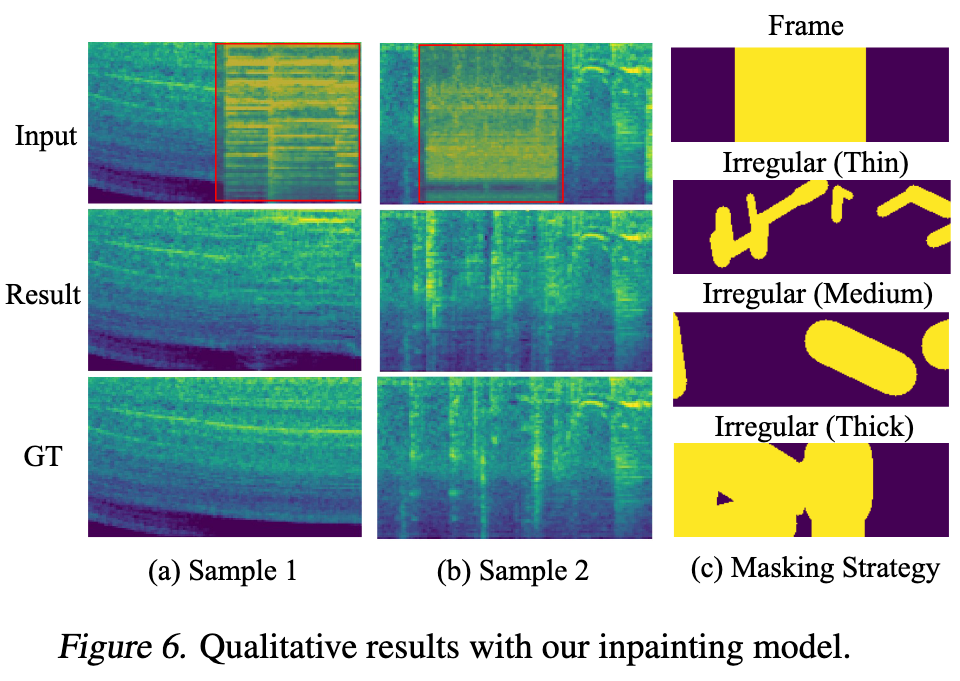 Frame
Input
Irregular (Thin)
Result
Irregular (Medium)
GT
Irregular (Thick)
(a) Sample 1
(b) Sample 2
(c) Masking Strategy
Figure 6. Qualitative results with our inpainting model.